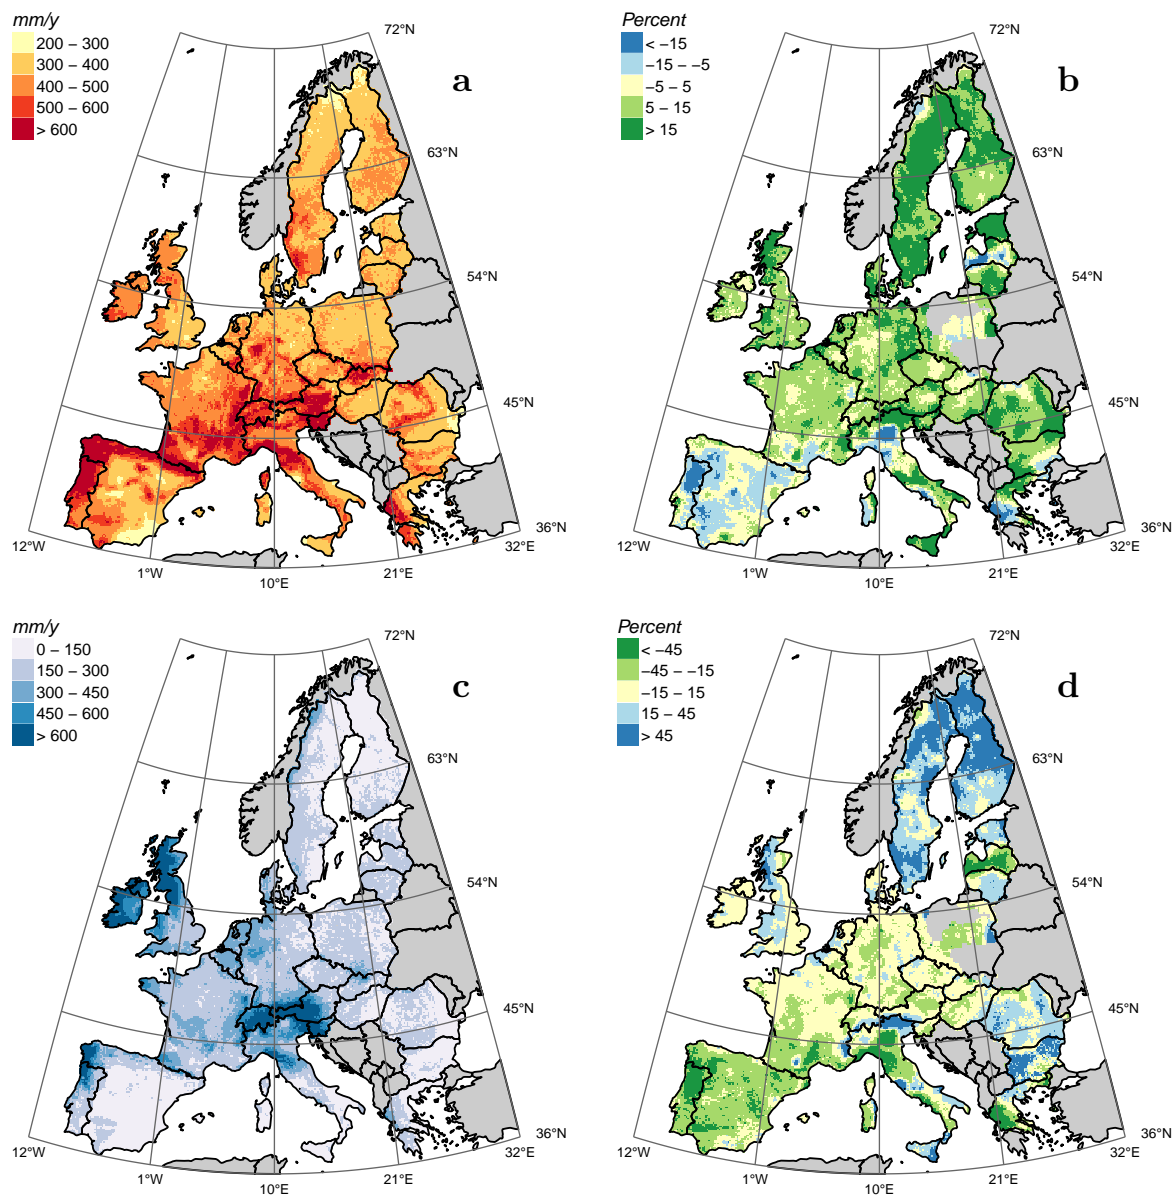 mm/y
200 – 300
300 – 400
400 – 500
500 – 600
> 600
a
72°N
63°N
54°N
45°N
36°N
32°E
21°E
10°E
1°W
12°W
Percent
< –15
–15 – –5
–5 – 5
5 – 15
> 15
b
72°N
63°N
54°N
45°N
36°N
32°E
21°E
10°E
1°W
12°W
mm/y
0 – 150
150 – 300
300 – 450
450 – 600
> 600
c
72°N
63°N
54°N
45°N
36°N
32°E
21°E
10°E
1°W
12°W
Percent
< –45
–45 – –15
–15 – 15
15 – 45
> 45
d
72°N
63°N
54°N
45°N
36°N
32°E
21°E
10°E
1°W
12°W